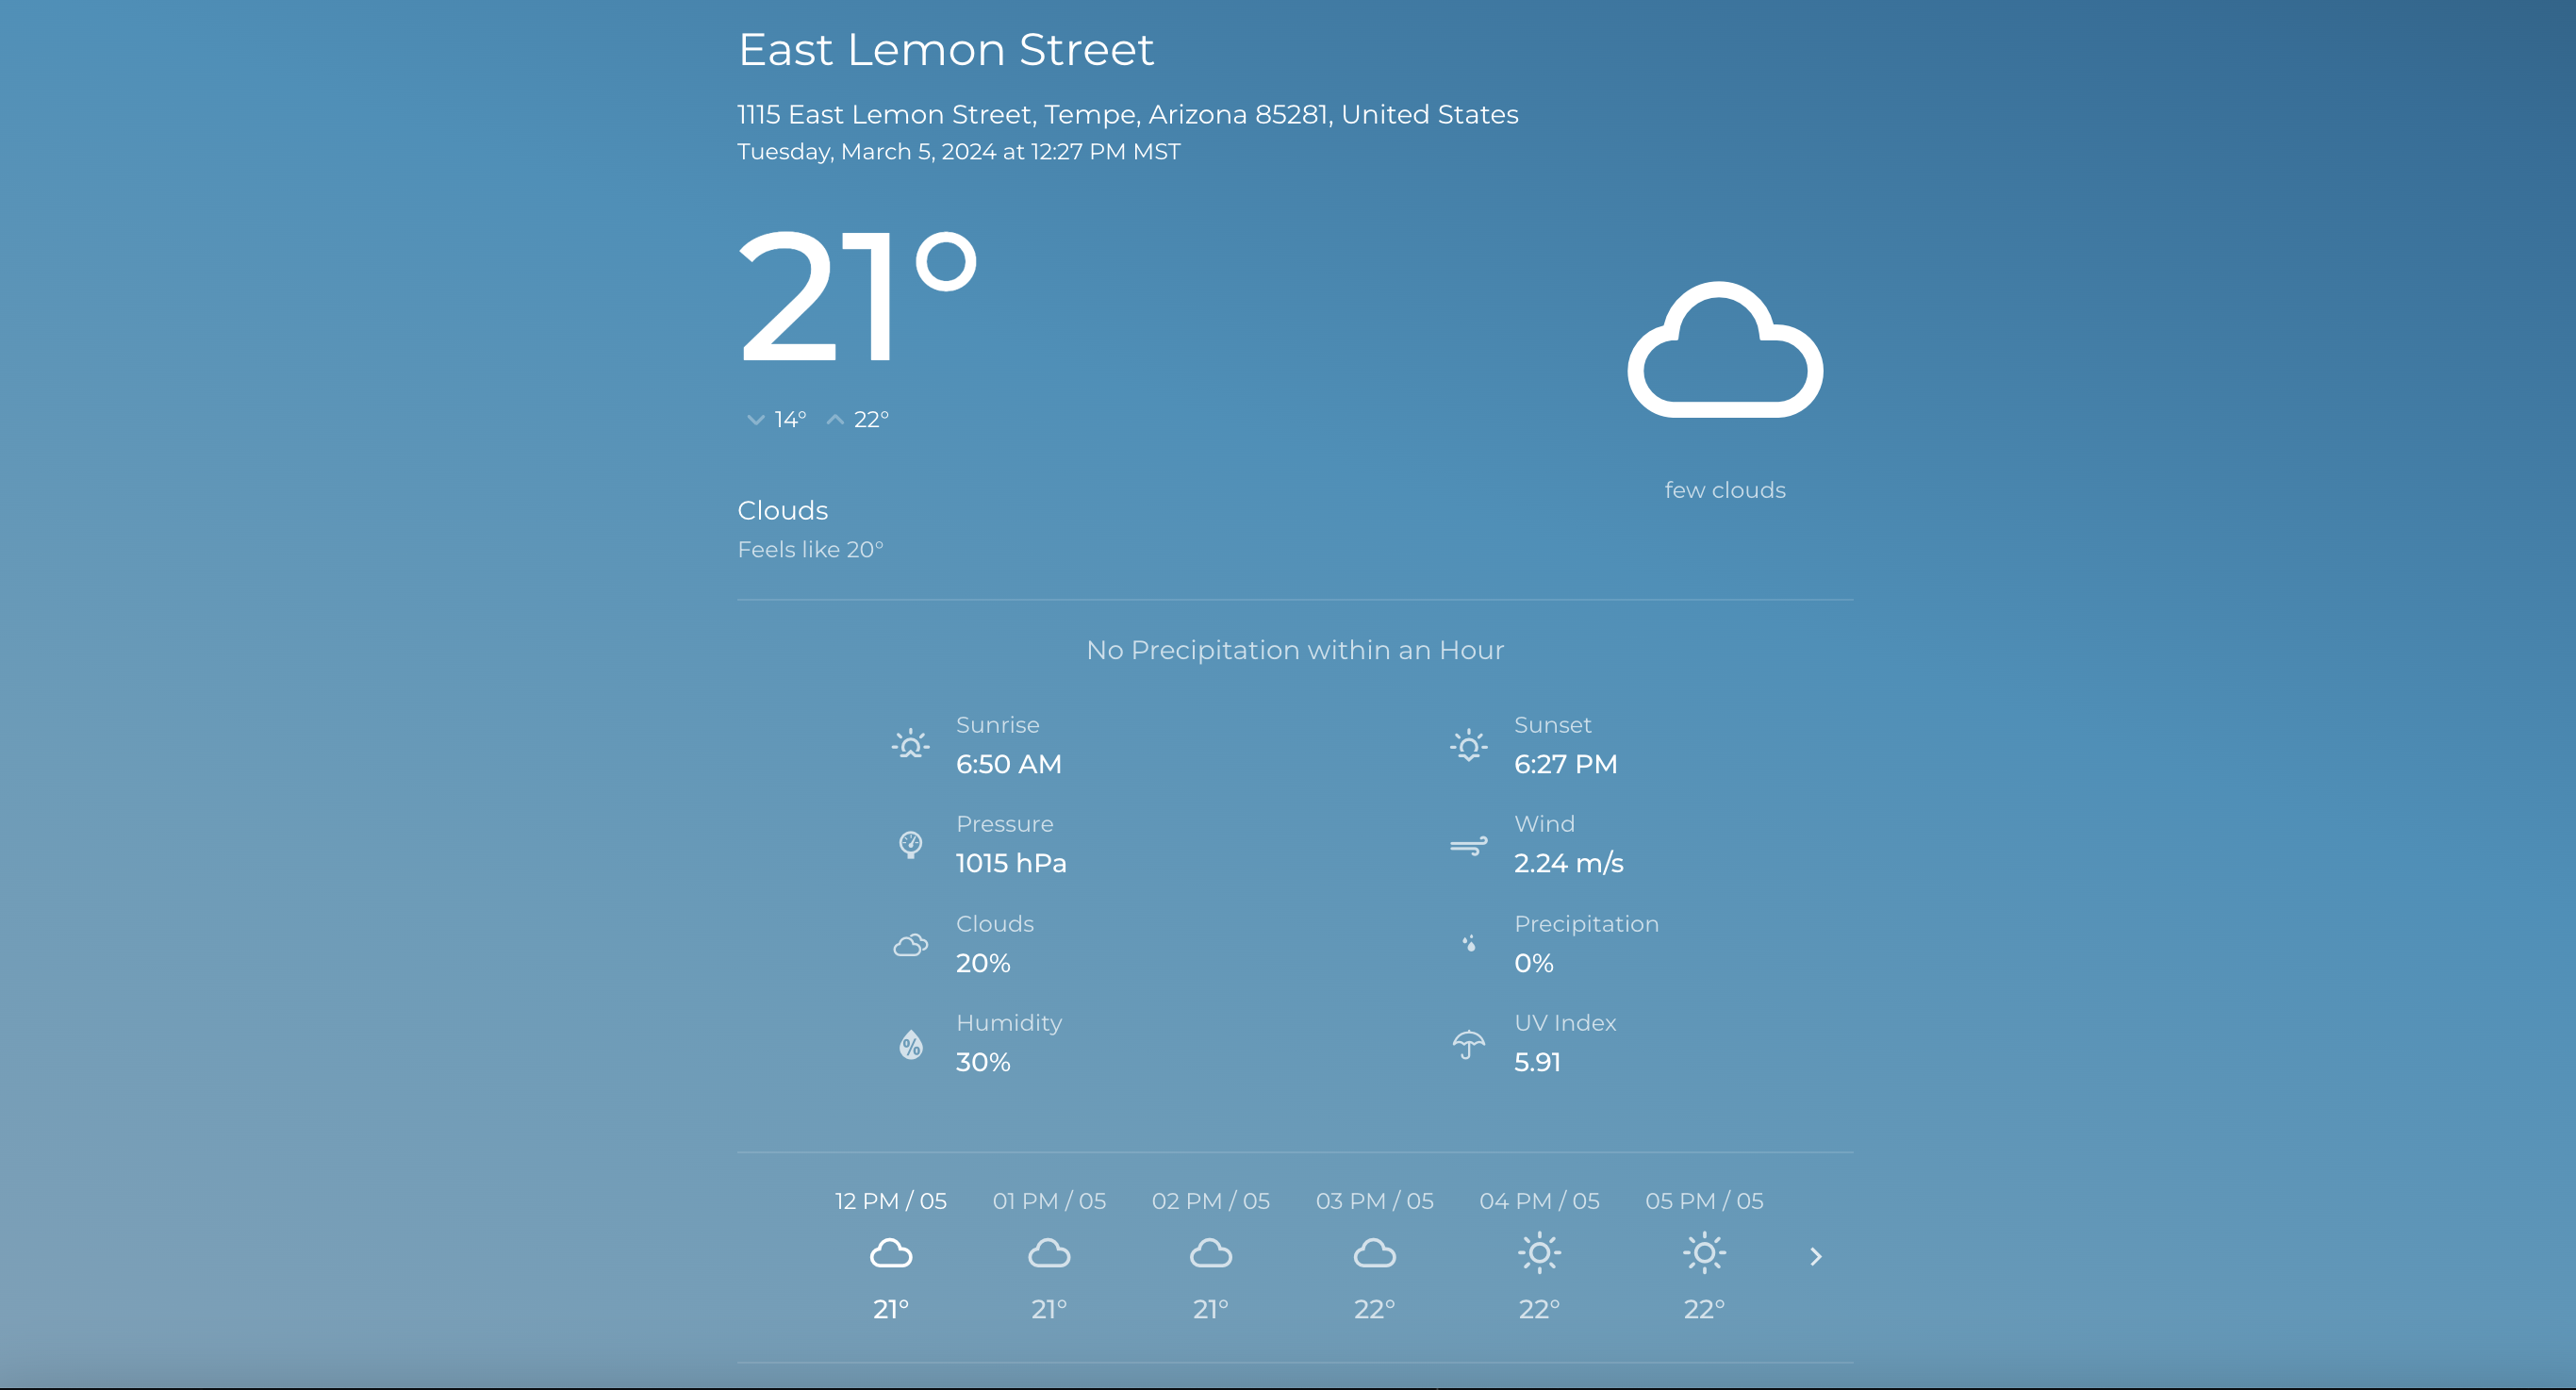 East Lemon Street
1115 East Lemon Street, Tempe, Arizona 85281, United States
Tuesday, March 5, 2024 at 12:27 PM MST
21°
14° 22°
few clouds
Clouds
Feels like 20°
No Precipitation within an Hour
Sunrise
6:50 AM
Sunset
6:27 PM
Pressure
1015 hPa
Wind
2.24 m/s
Clouds
20%
Precipitation
0%
Humidity
30%
UV Index
5.91
12 PM / 05 01 PM / 05 02 PM / 05 03 PM / 05 04 PM / 05 05 PM / 05
21° 21° 21° 22° 22° 22°